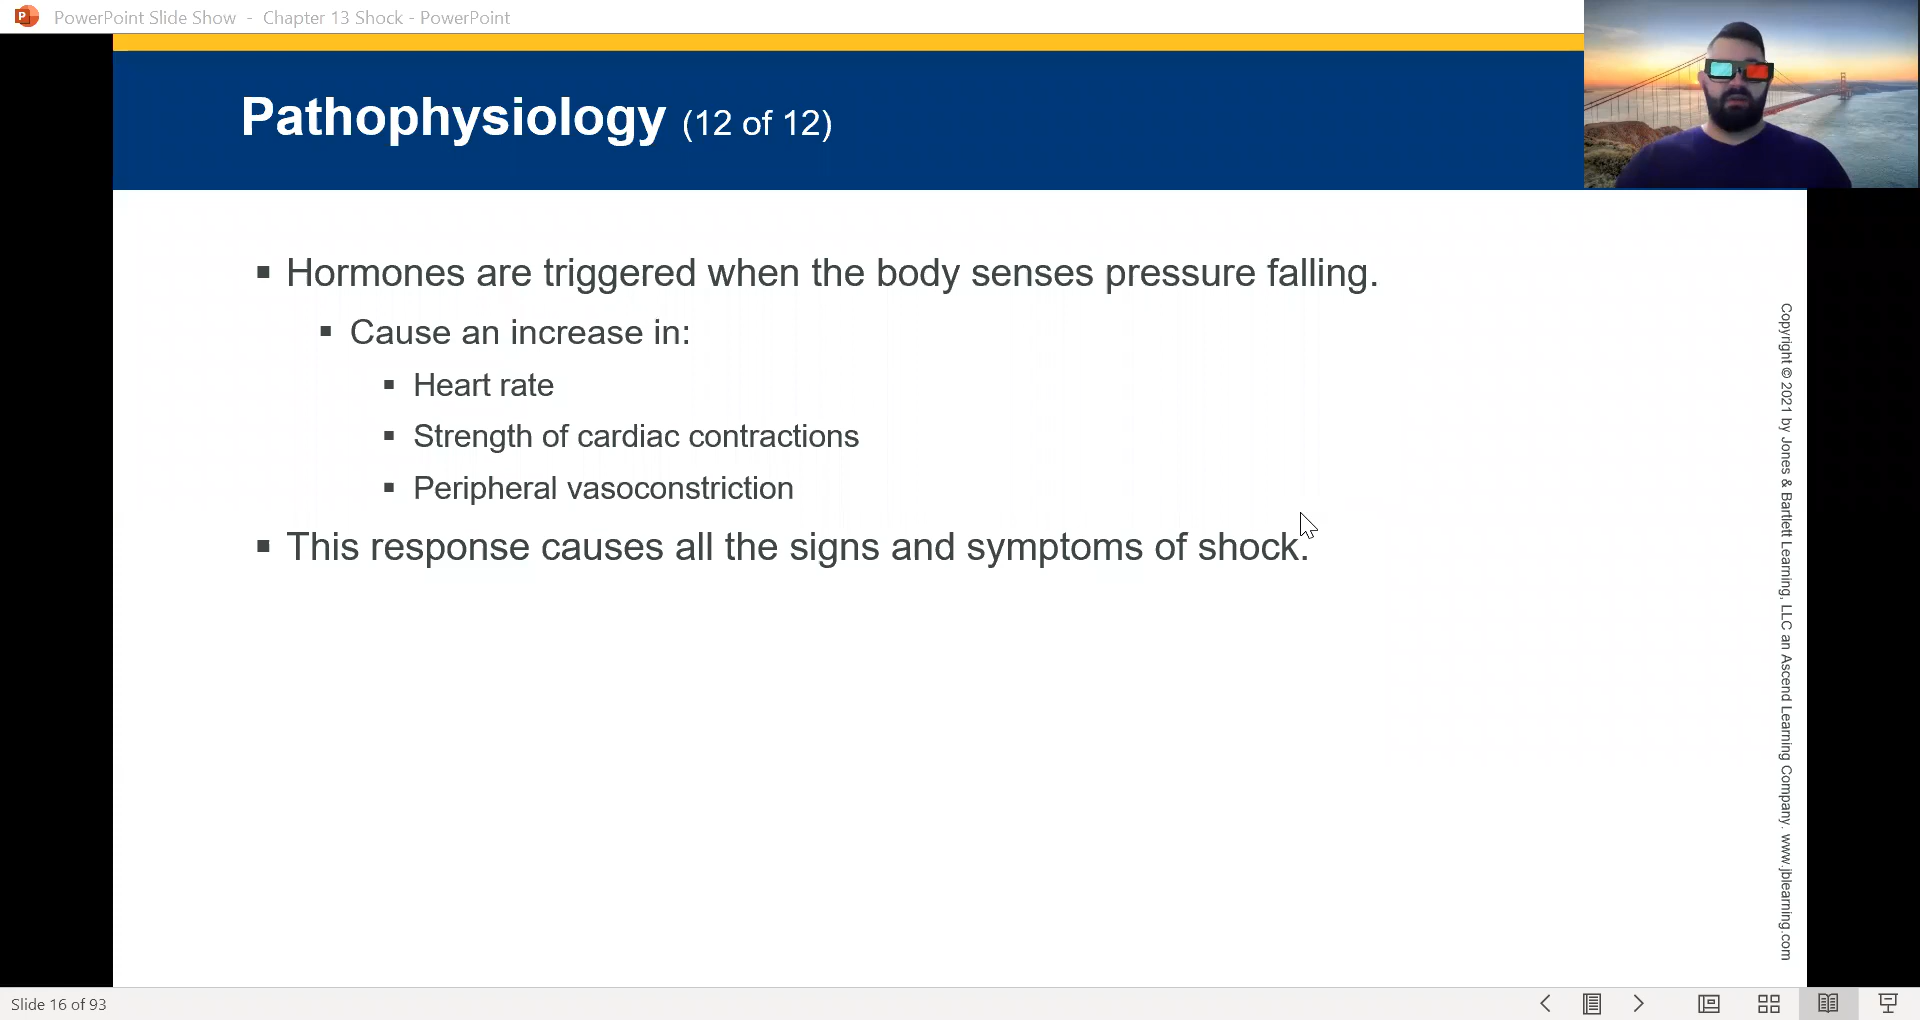 P PowerPoint Slide Show - Chapter 13 Shock - PowerPoint
Pathophysiology (12 of 12)
▪ Hormones are triggered when the body senses pressure falling.
▪ Cause an increase in:
▪ Heart rate
▪ Strength of cardiac contractions
▪ Peripheral vasoconstriction
▪ This response causes all the signs and symptoms of shock.
Copyright © 2021 by Jones & Bartlett Learning, LLC an Ascend Learning Company. www.jblearning.com
Slide 16 of 93